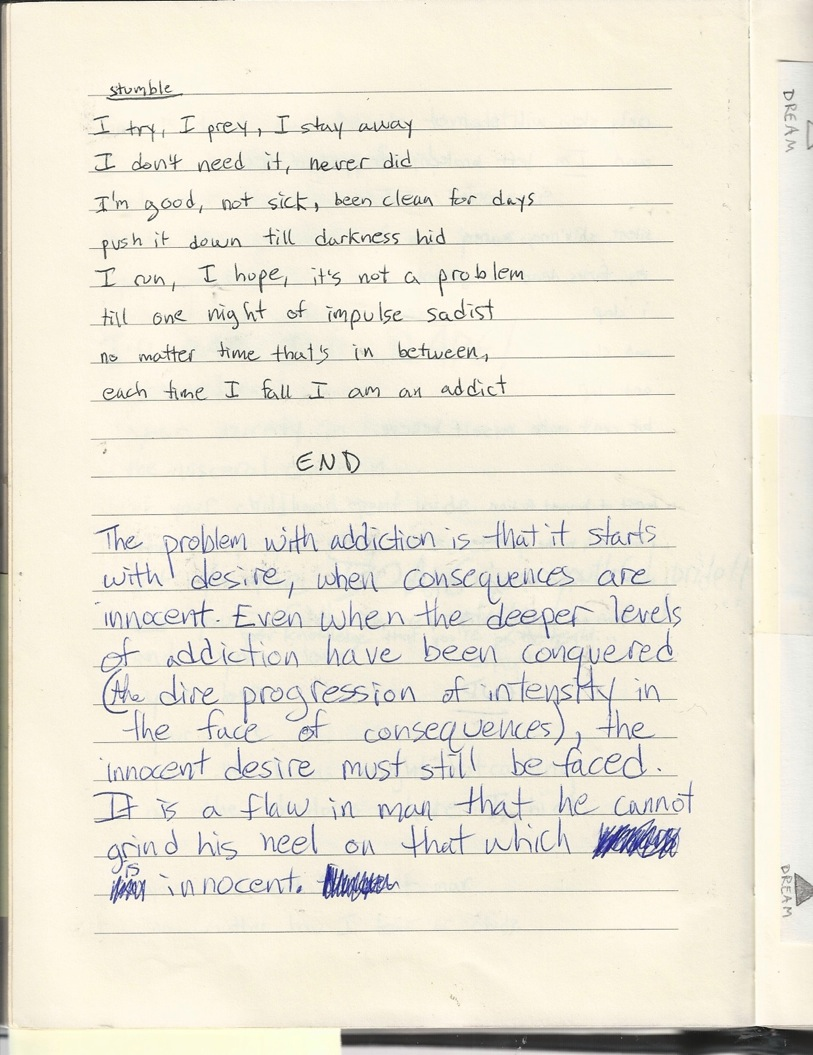 stumble
I try, I prey, I stay away
I don't need it, never did
I'm good, not sick, been clean for days
push it down till darkness hid
I run, I hope, it's not a problem
till one night of impulse sadist
no matter time that's in between,
each time I fall I am an addict
END
The problem with addiction is that it starts
with desire, when consequences are
innocent. Even when the deeper levels
of addiction have been conquered
(the dire progression of intensity in
the face of consequences), the
innocent desire must still be faced.
It is a flaw in man that he cannot
grind his heel on that which
is innocent.
DREAM
DREAM